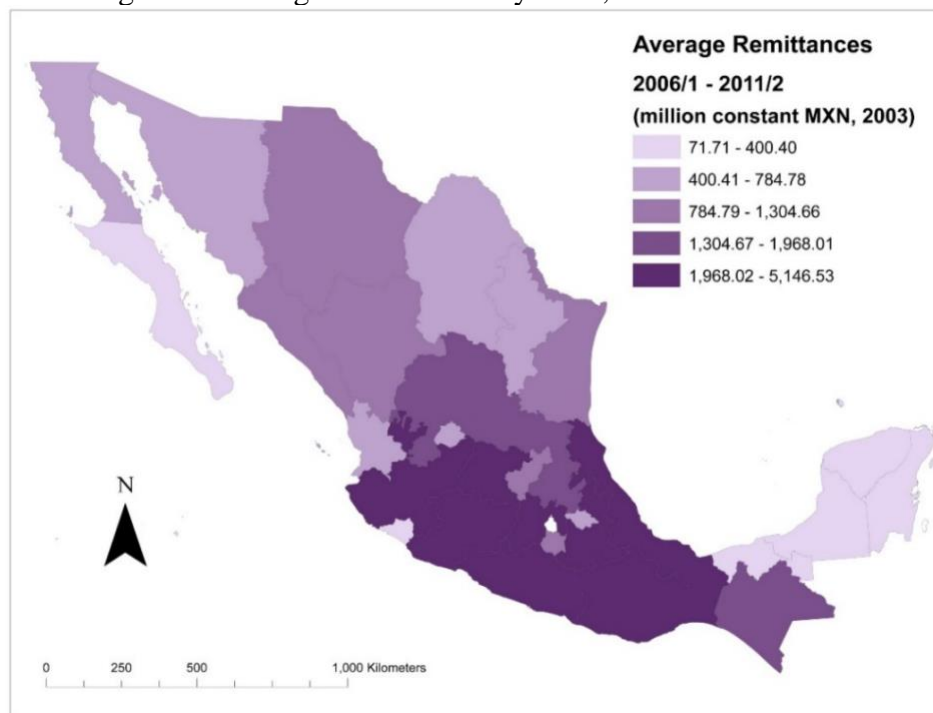 Average Remittances
2006/1 - 2011/2
(million constant MXN, 2003)
71.71 - 400.40
400.41 - 784.78
784.79 - 1,304.66
1,304.67 - 1,968.01
1,968.02 - 5,146.53
N
0 250 500 1,000 Kilometers